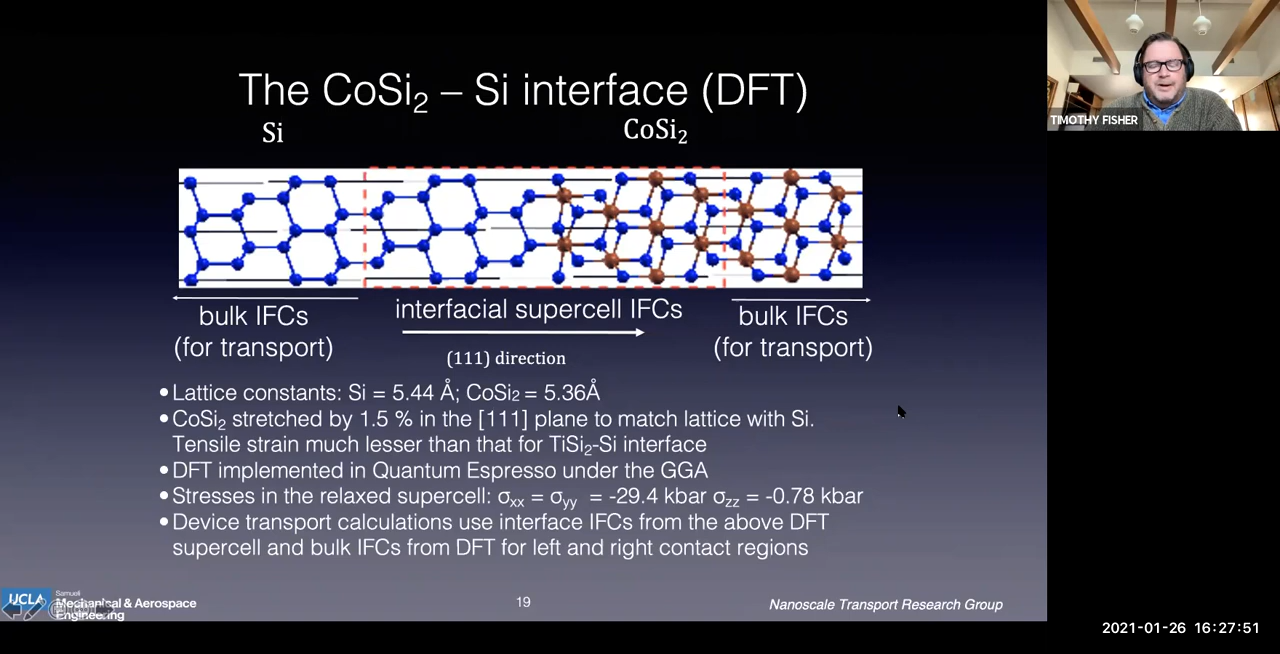 The CoSi₂ – Si interface (DFT)
Si
CoSi₂
bulk IFCs
(for transport)
interfacial supercell IFCs
(111) direction
bulk IFCs
(for transport)
•Lattice constants: Si = 5.44 Å; CoSi₂ = 5.36Å
•CoSi₂ stretched by 1.5 % in the [111] plane to match lattice with Si.
Tensile strain much lesser than that for TiSi₂-Si interface
•DFT implemented in Quantum Espresso under the GGA
•Stresses in the relaxed supercell: σxx = σyy = -29.4 kbar σzz = -0.78 kbar
•Device transport calculations use interface IFCs from the above DFT
supercell and bulk IFCs from DFT for left and right contact regions
UCLA
Samueli
Mechanical & Aerospace
Engineering
19
Nanoscale Transport Research Group
TIMOTHY FISHER
2021-01-26 16:27:51